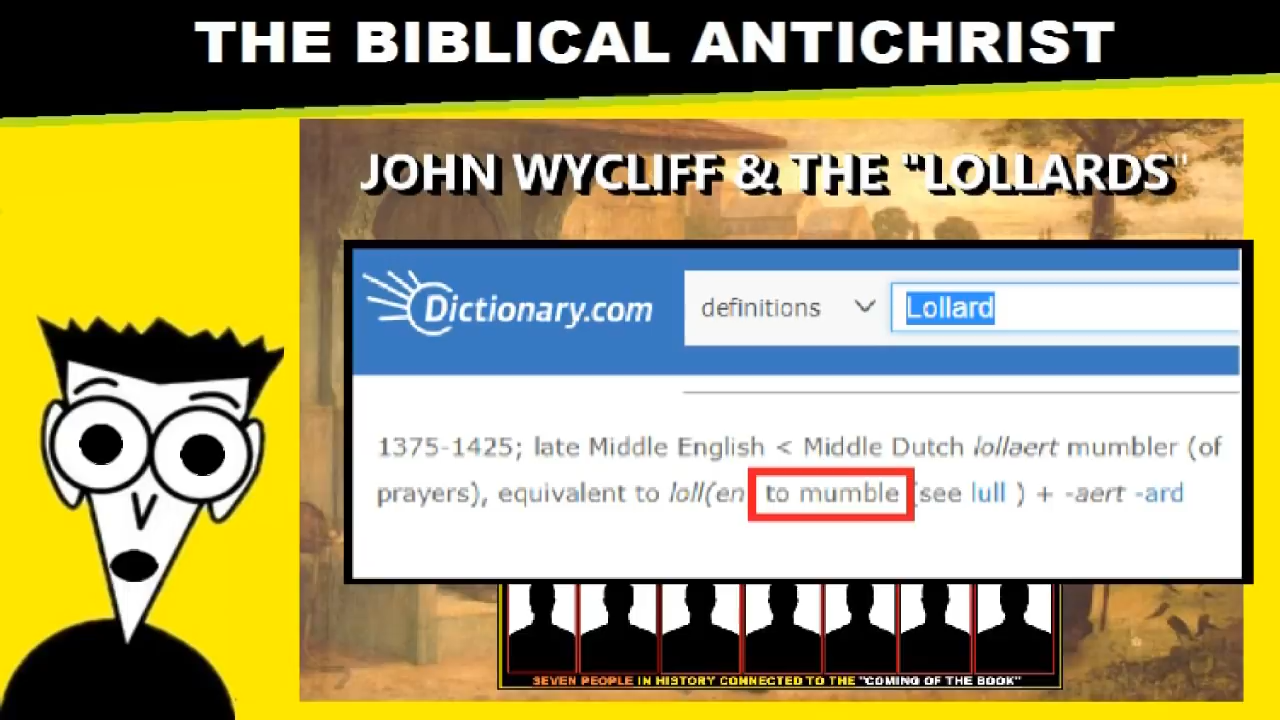 THE BIBLICAL ANTICHRIST
JOHN WYCLIFF & THE "LOLLARDS"
Dictionary.com
definitions
Lollard
1375-1425; late Middle English < Middle Dutch lollaert mumbler (of
prayers), equivalent to loll(en to mumble (see lull ) + -aert -ard
SEVEN PEOPLE IN HISTORY CONNECTED TO THE "COMING OF THE BOOK"